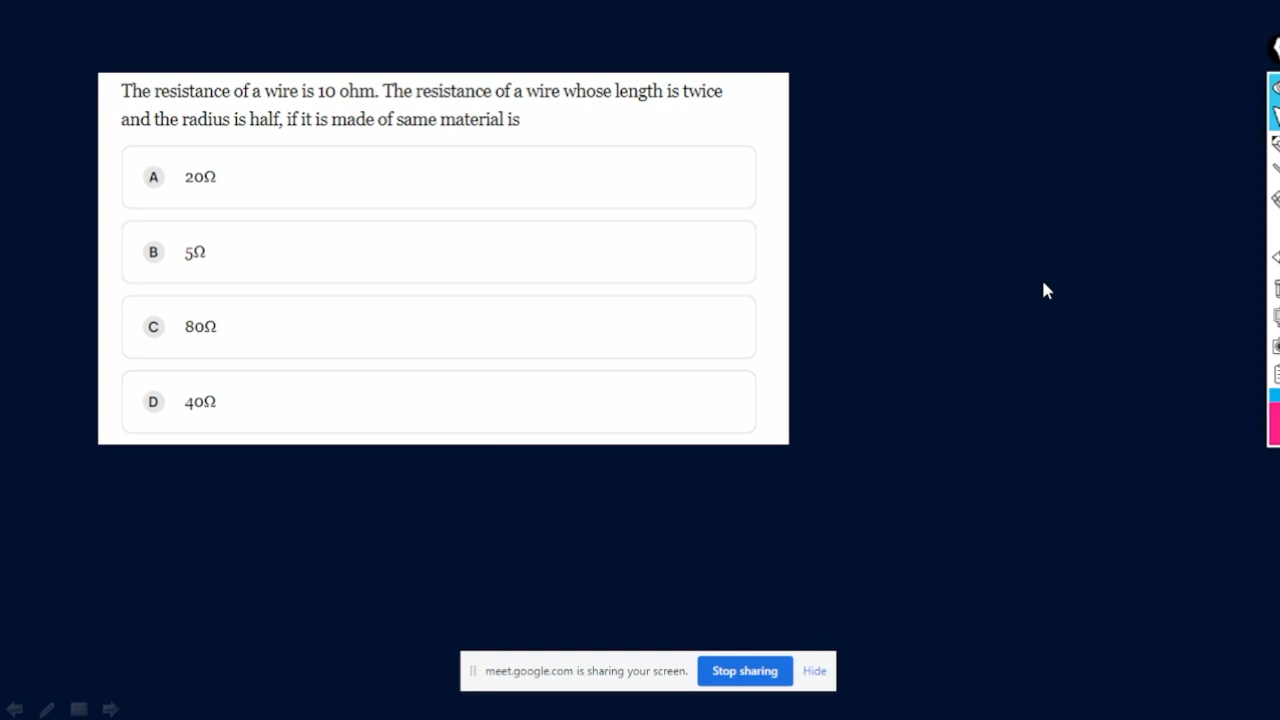 The resistance of a wire is 10 ohm. The resistance of a wire whose length is twice
and the radius is half, if it is made of same material is
A 20Ω
B 5Ω
C 80Ω
D 40Ω
meet.google.com is sharing your screen. Stop sharing Hide